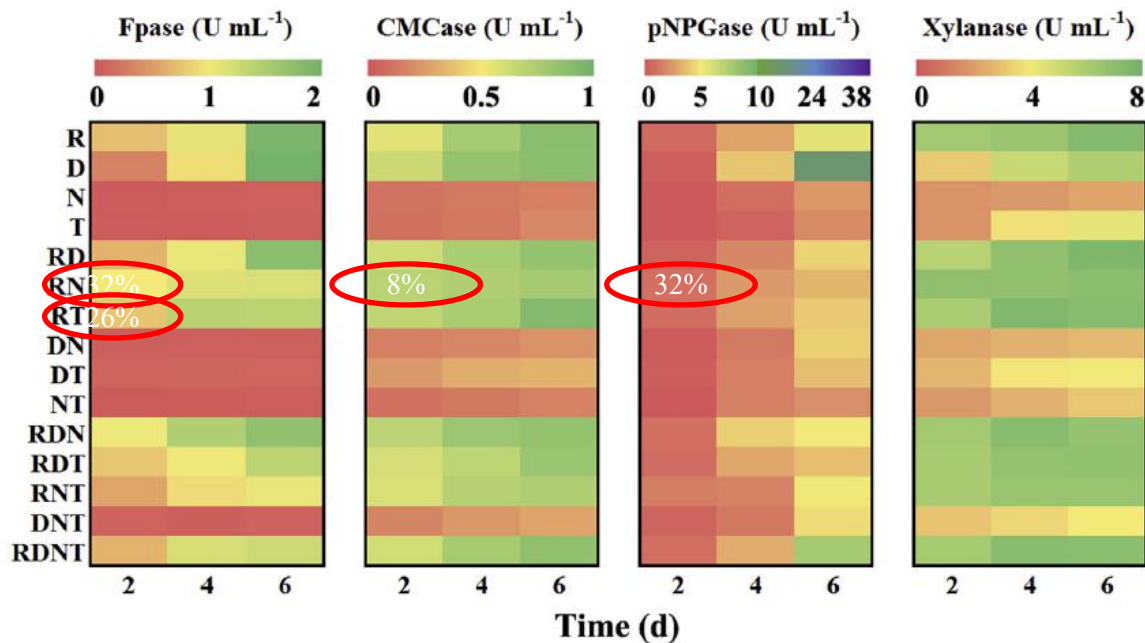 Fpase (U mL⁻¹) CMCase (U mL⁻¹) pNPGase (U mL⁻¹) Xylanase (U mL⁻¹)
0 1 2 0 0.5 1 0 5 10 24 38 0 4 8
R
D
N
T
RD
RN 32% 8% 32%
RT 26%
DN
DT
NT
RDN
RDT
RNT
DNT
RDNT
2 4 6 2 4 6 2 4 6 2 4 6
Time (d)